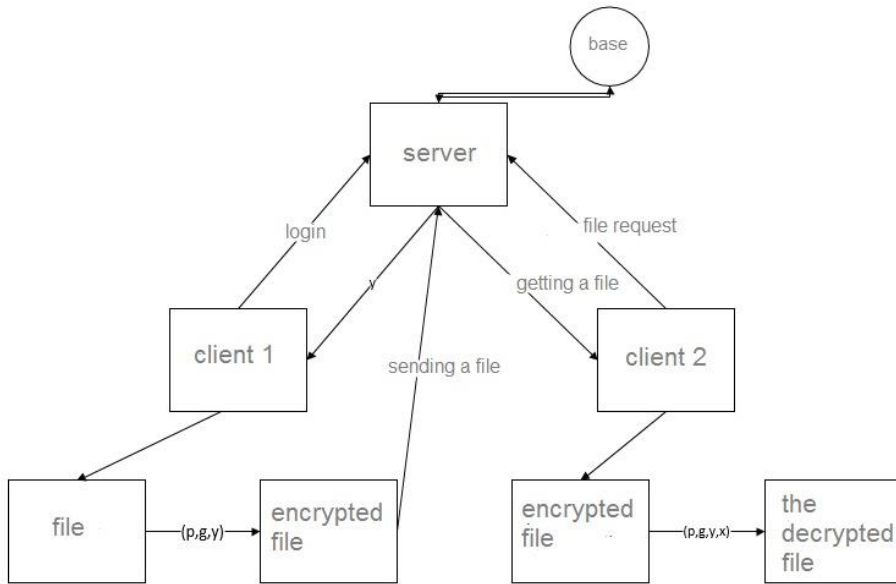 base
server
login
file request
y
getting a file
client 1
client 2
sending a file
file
(p,g,y)
encrypted
file
encrypted
file
(p,g,y,x)
the
decrypted
file